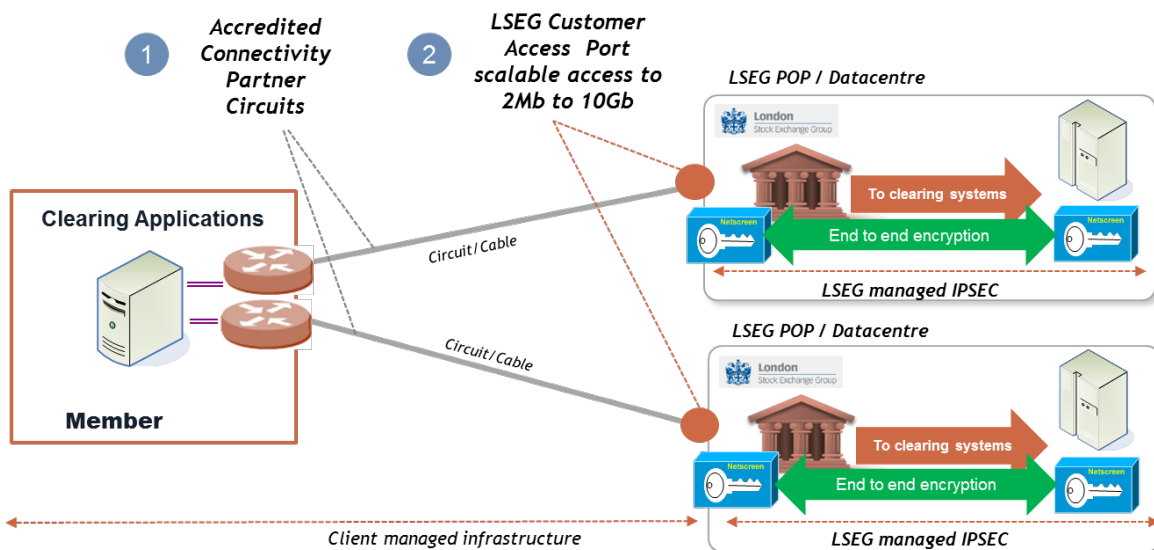 1
Accredited
Connectivity
Partner
Circuits
2
LSEG Customer
Access Port
scalable access to
2Mb to 10Gb
LSEG POP / Datacentre
London
Stock Exchange Group
To clearing systems
Netscreen
End to end encryption
Netscreen
LSEG managed IPSEC
Clearing Applications
Member
Circuit/Cable
Circuit/Cable
LSEG POP / Datacentre
London
Stock Exchange Group
To clearing systems
Netscreen
End to end encryption
Netscreen
LSEG managed IPSEC
Client managed infrastructure